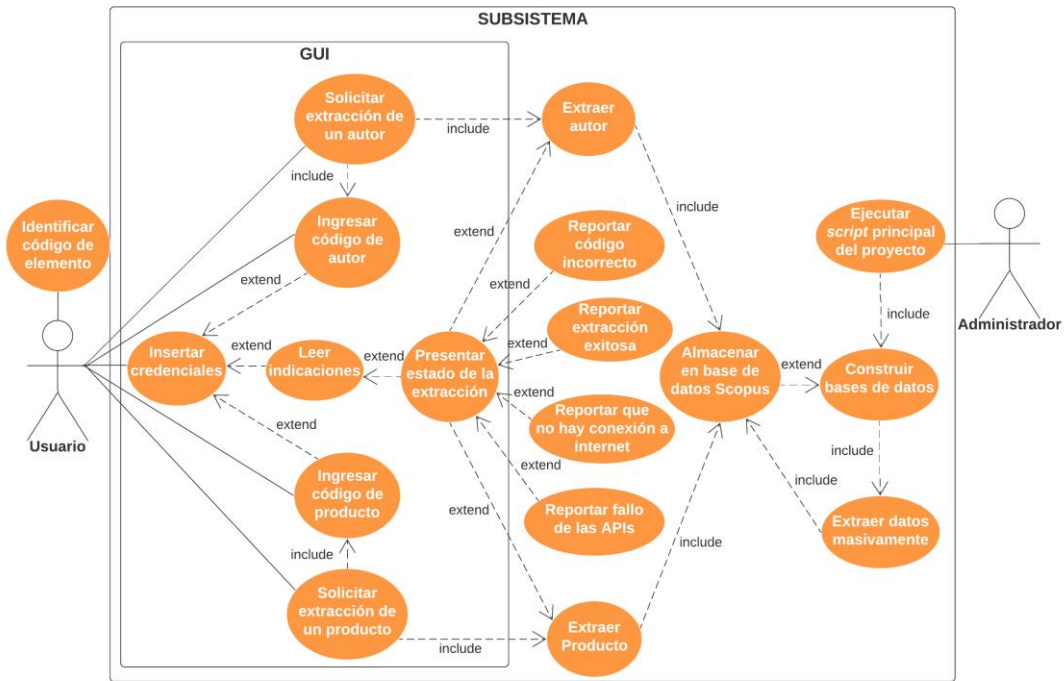 SUBSISTEMA
GUI
Solicitar
extracción de
un autor
include
Extraer
autor
include
Ingresar
código de
autor
extend
Identificar
código de
elemento
extend
Reportar
código
incorrecto
extend
include
Ejecutar
script principal
del proyecto
Administrador
include
Insertar
credenciales
extend
Leer
indicaciones
extend
Presentar
estado de la
extracción
extend
Reportar
extracción
exitosa
Almacenar
en base de
datos Scopus
extend
Construir
bases de datos
Usuario
extend
Reportar que
no hay conexión a
internet
extend
include
extend
Ingresar
código de
producto
extend
Reportar fallo
de las APIs
include
Extraer datos
masivamente
include
include
Solicitar
extracción de
un producto
include
Extraer
Producto